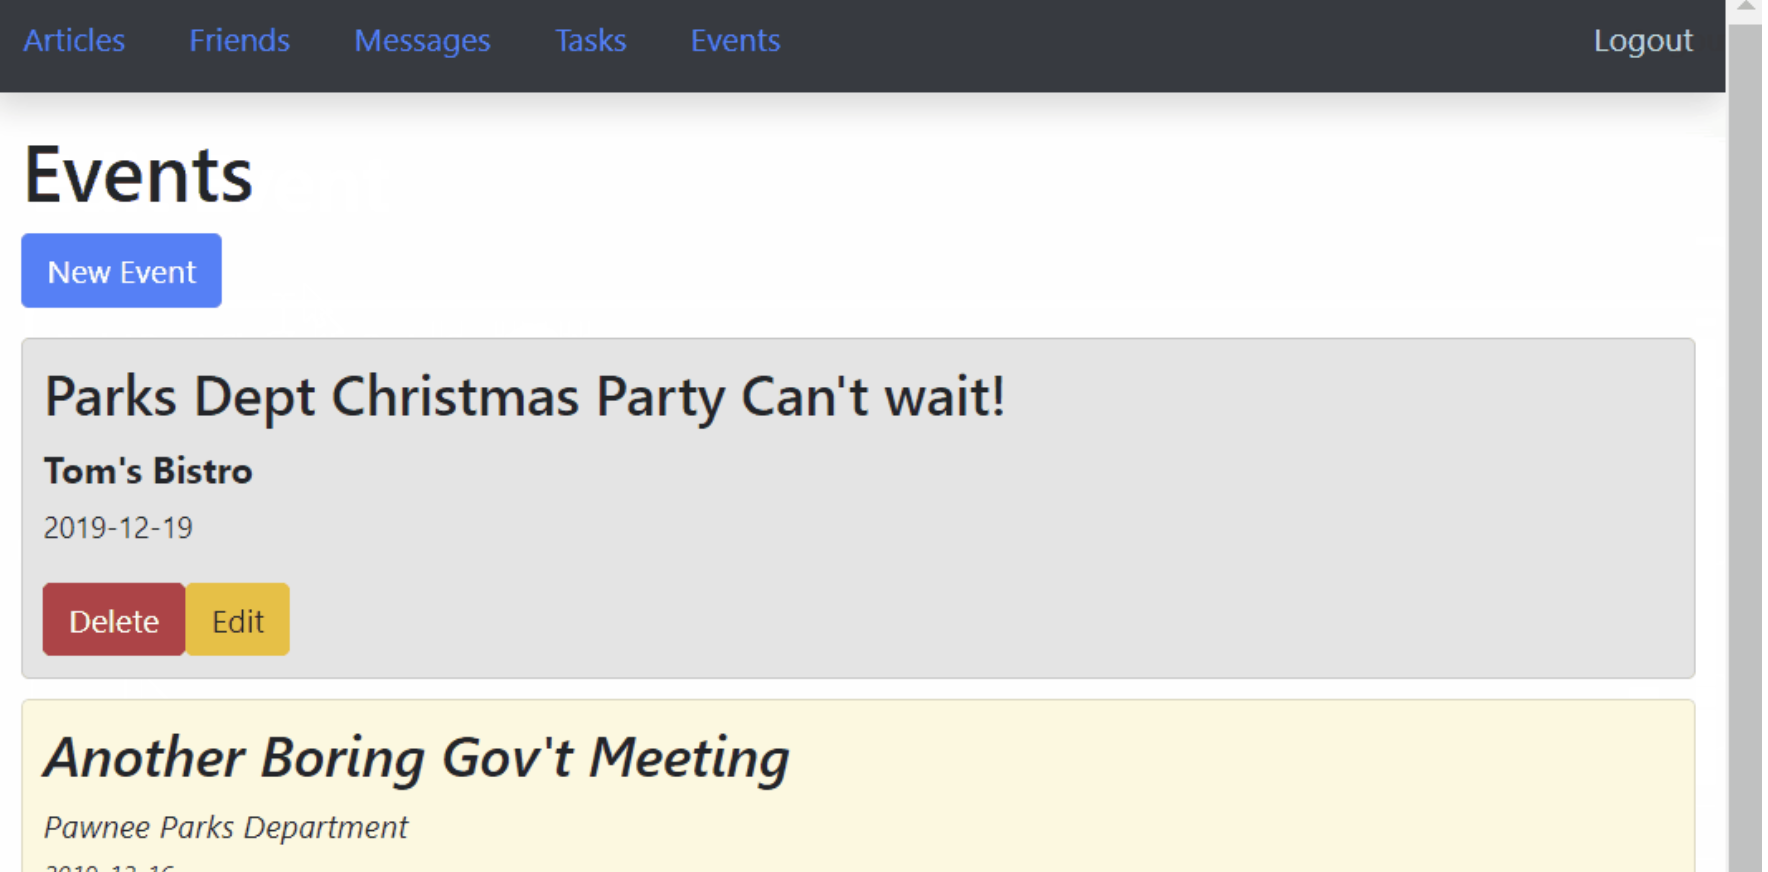 Articles Friends Messages Tasks Events Logout
Events
New Event
Parks Dept Christmas Party Can't wait!
Tom's Bistro
2019-12-19
Delete Edit
Another Boring Gov't Meeting
Pawnee Parks Department